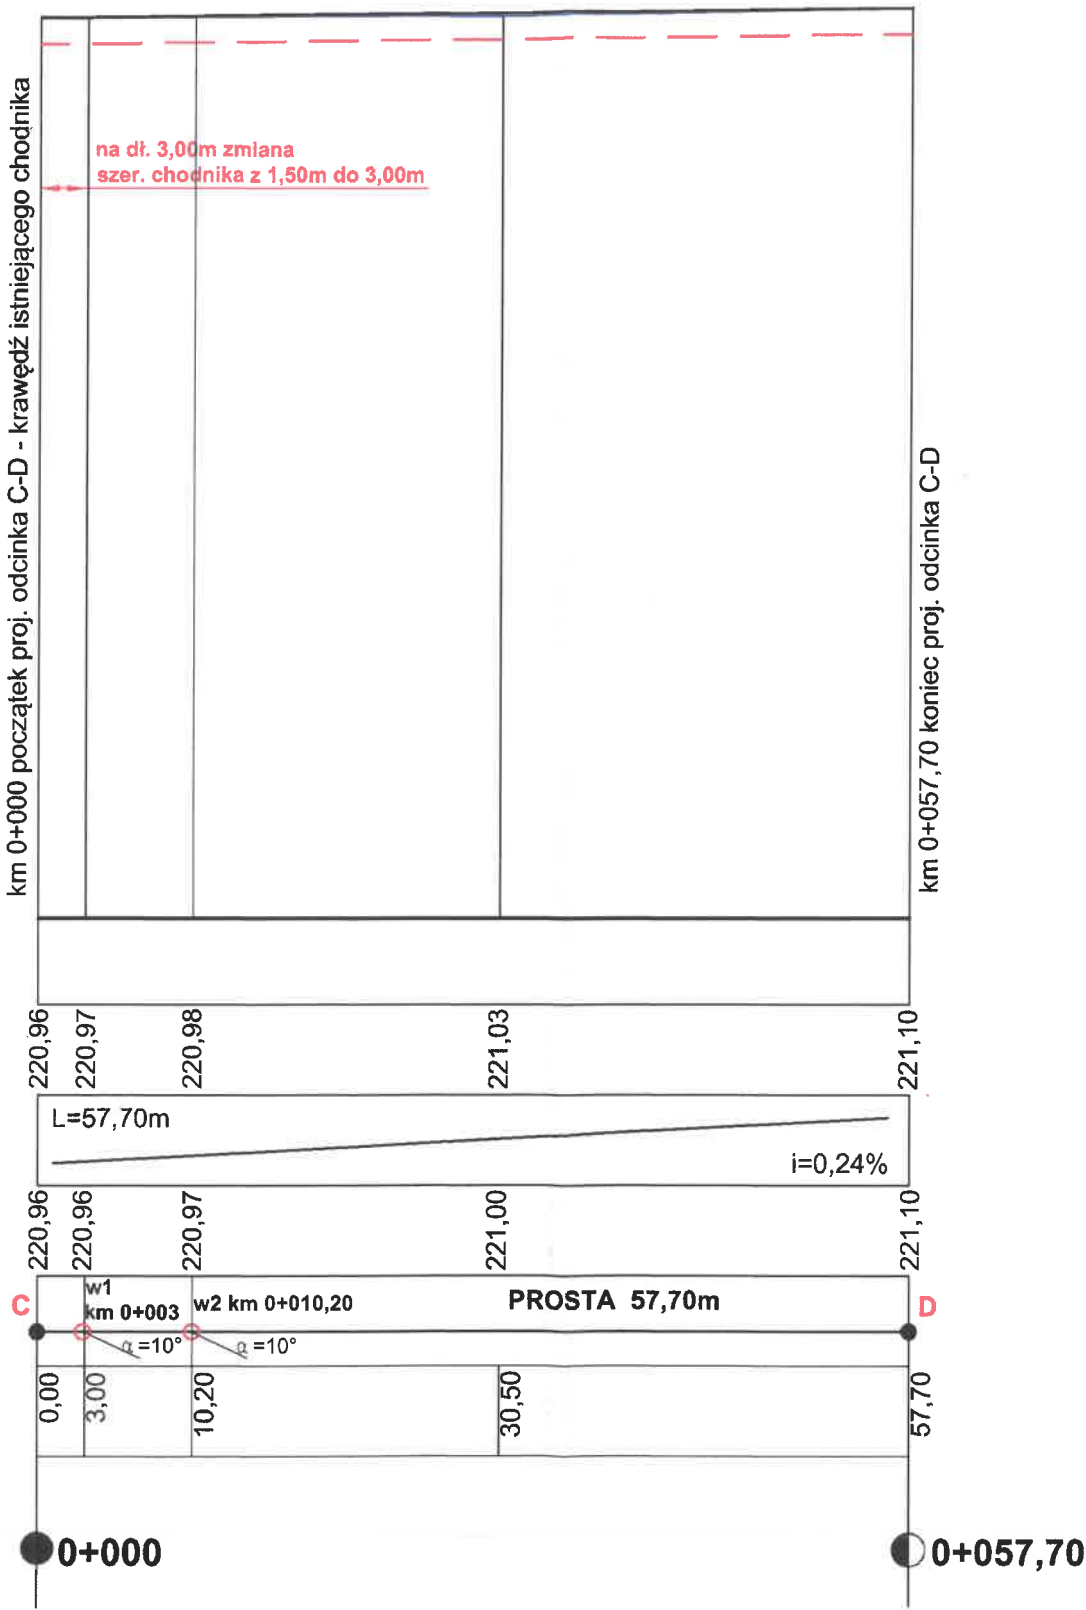 km 0+000 początek proj. odcinka C-D - krawędź istniejącego chodnika
na dł. 3,00m zmiana
szer. chodnika z 1,50m do 3,00m
km 0+057,70 koniec proj. odcinka C-D
220,96 220,97 220,98 221,03 221,10
L=57,70m
i=0,24%
220,96 220,96 220,97 221,00 221,10
C
w1
km 0+003
w2 km 0+010,20
PROSTA 57,70m
D
α=10° α=10°
0,00 3,00 10,20 30,50 57,70
0+000 0+057,70